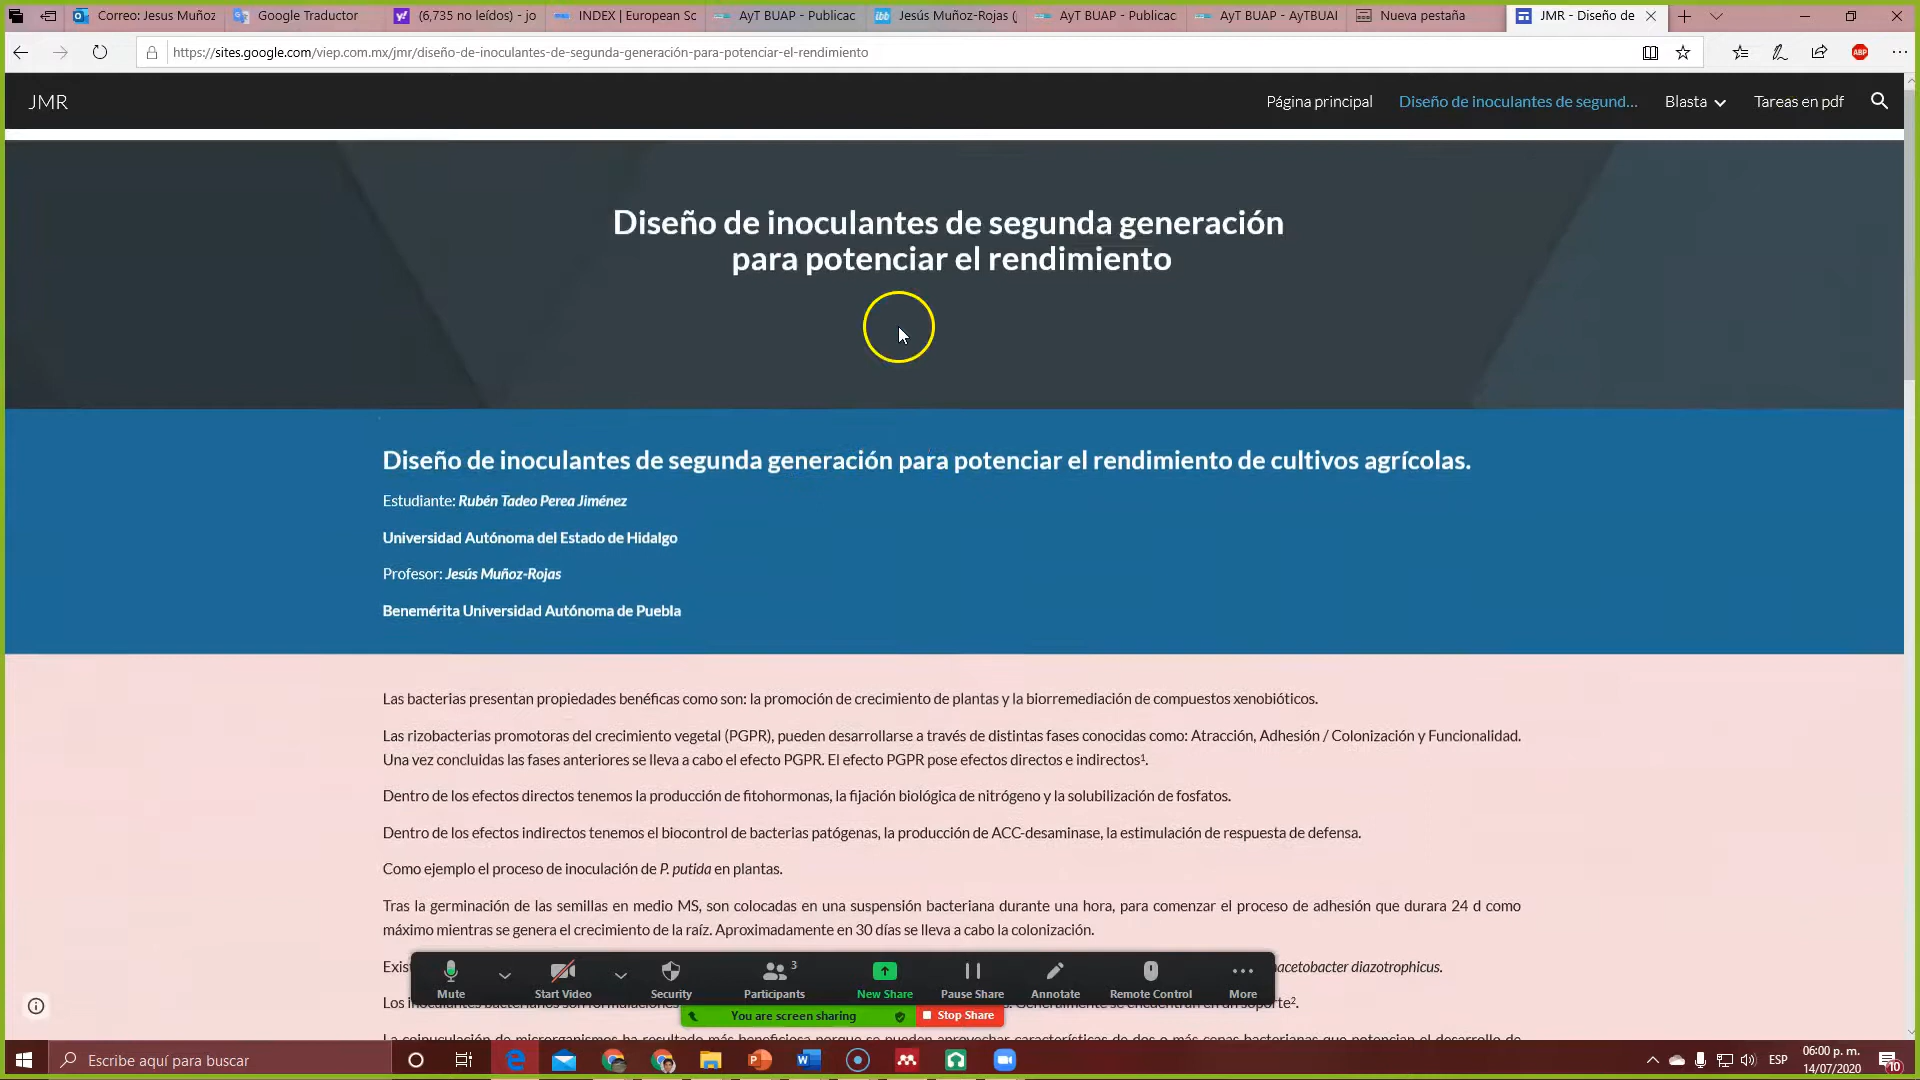 Correo: Jesus Muñoz
Google Traductor
(6,735 no leídos) - jo
INDEX | European Sc
AyT BUAP - Publicac
Jesús Muñoz-Rojas (
AyT BUAP - Publicac
AyT BUAP - AyTBUAI
Nueva pestaña
JMR - Diseño de
https://sites.google.com/viep.com.mx/jmr/diseño-de-inoculantes-de-segunda-generación-para-potenciar-el-rendimiento
ABP
JMR
Página principal
Diseño de inoculantes de segund...
Blasta
Tareas en pdf
Diseño de inoculantes de segunda generación
para potenciar el rendimiento
Diseño de inoculantes de segunda generación para potenciar el rendimiento de cultivos agrícolas.
Estudiante: Rubén Tadeo Perea Jiménez
Universidad Autónoma del Estado de Hidalgo
Profesor: Jesús Muñoz-Rojas
Benemérita Universidad Autónoma de Puebla
Las bacterias presentan propiedades benéficas como son: la promoción de crecimiento de plantas y la biorremediación de compuestos xenobióticos.
Las rizobacterias promotoras del crecimiento vegetal (PGPR), pueden desarrollarse a través de distintas fases conocidas como: Atracción, Adhesión / Colonización y Funcionalidad.
Una vez concluidas las fases anteriores se lleva a cabo el efecto PGPR. El efecto PGPR pose efectos directos e indirectos¹.
Dentro de los efectos directos tenemos la producción de fitohormonas, la fijación biológica de nitrógeno y la solubilización de fosfatos.
Dentro de los efectos indirectos tenemos el biocontrol de bacterias patógenas, la producción de ACC-desaminase, la estimulación de respuesta de defensa.
Como ejemplo el proceso de inoculación de P. putida en plantas.
Tras la germinación de las semillas en medio MS, son colocadas en una suspensión bacteriana durante una hora, para comenzar el proceso de adhesión que durara 24 d como
máximo mientras se genera el crecimiento de la raíz. Aproximadamente en 30 días se lleva a cabo la colonización.
Exis
acetobacter diazotrophicus.
Mute
Start Video
Security
3
Participants
New Share
Pause Share
Annotate
Remote Control
More
You are screen sharing
Stop Share
Escribe aquí para buscar
ESP
06:00 p. m.
14/07/2020
10